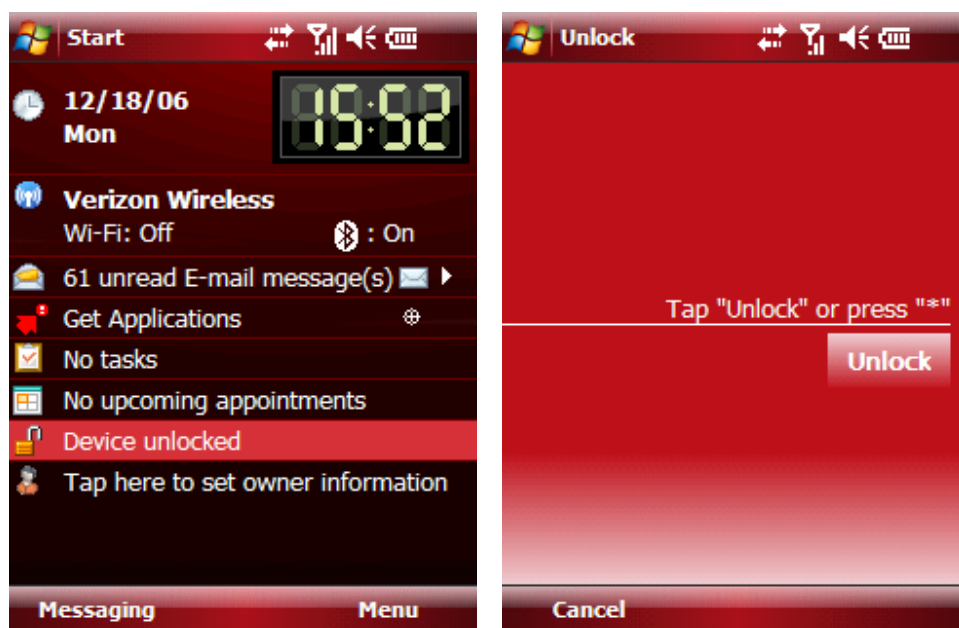 Start
12/18/06
Mon
15:52
Verizon Wireless
Wi-Fi: Off : On
61 unread E-mail message(s)
Get Applications
No tasks
No upcoming appointments
Device unlocked
Tap here to set owner information
Messaging Menu
Unlock
Tap "Unlock" or press "*"
Unlock
Cancel